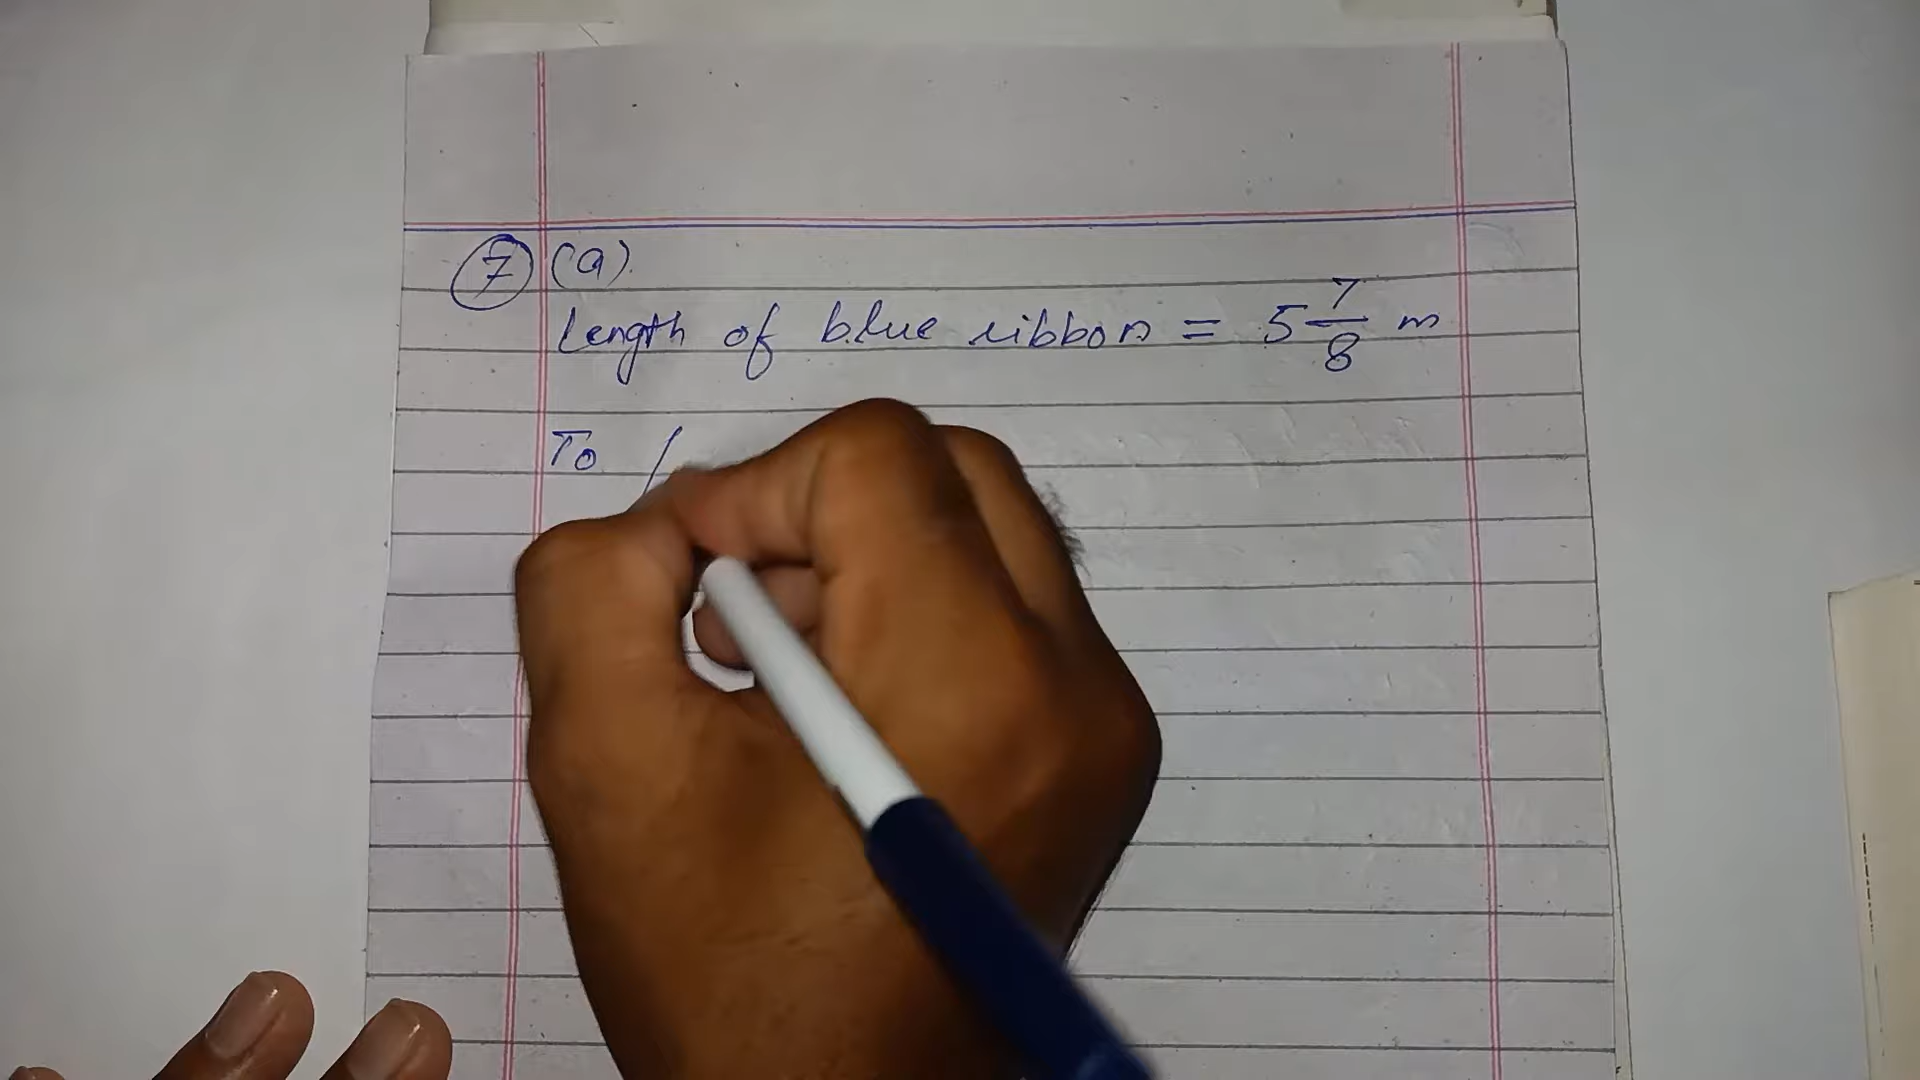 7 (a).
Length of blue ribbon = 5 7/8 m
To